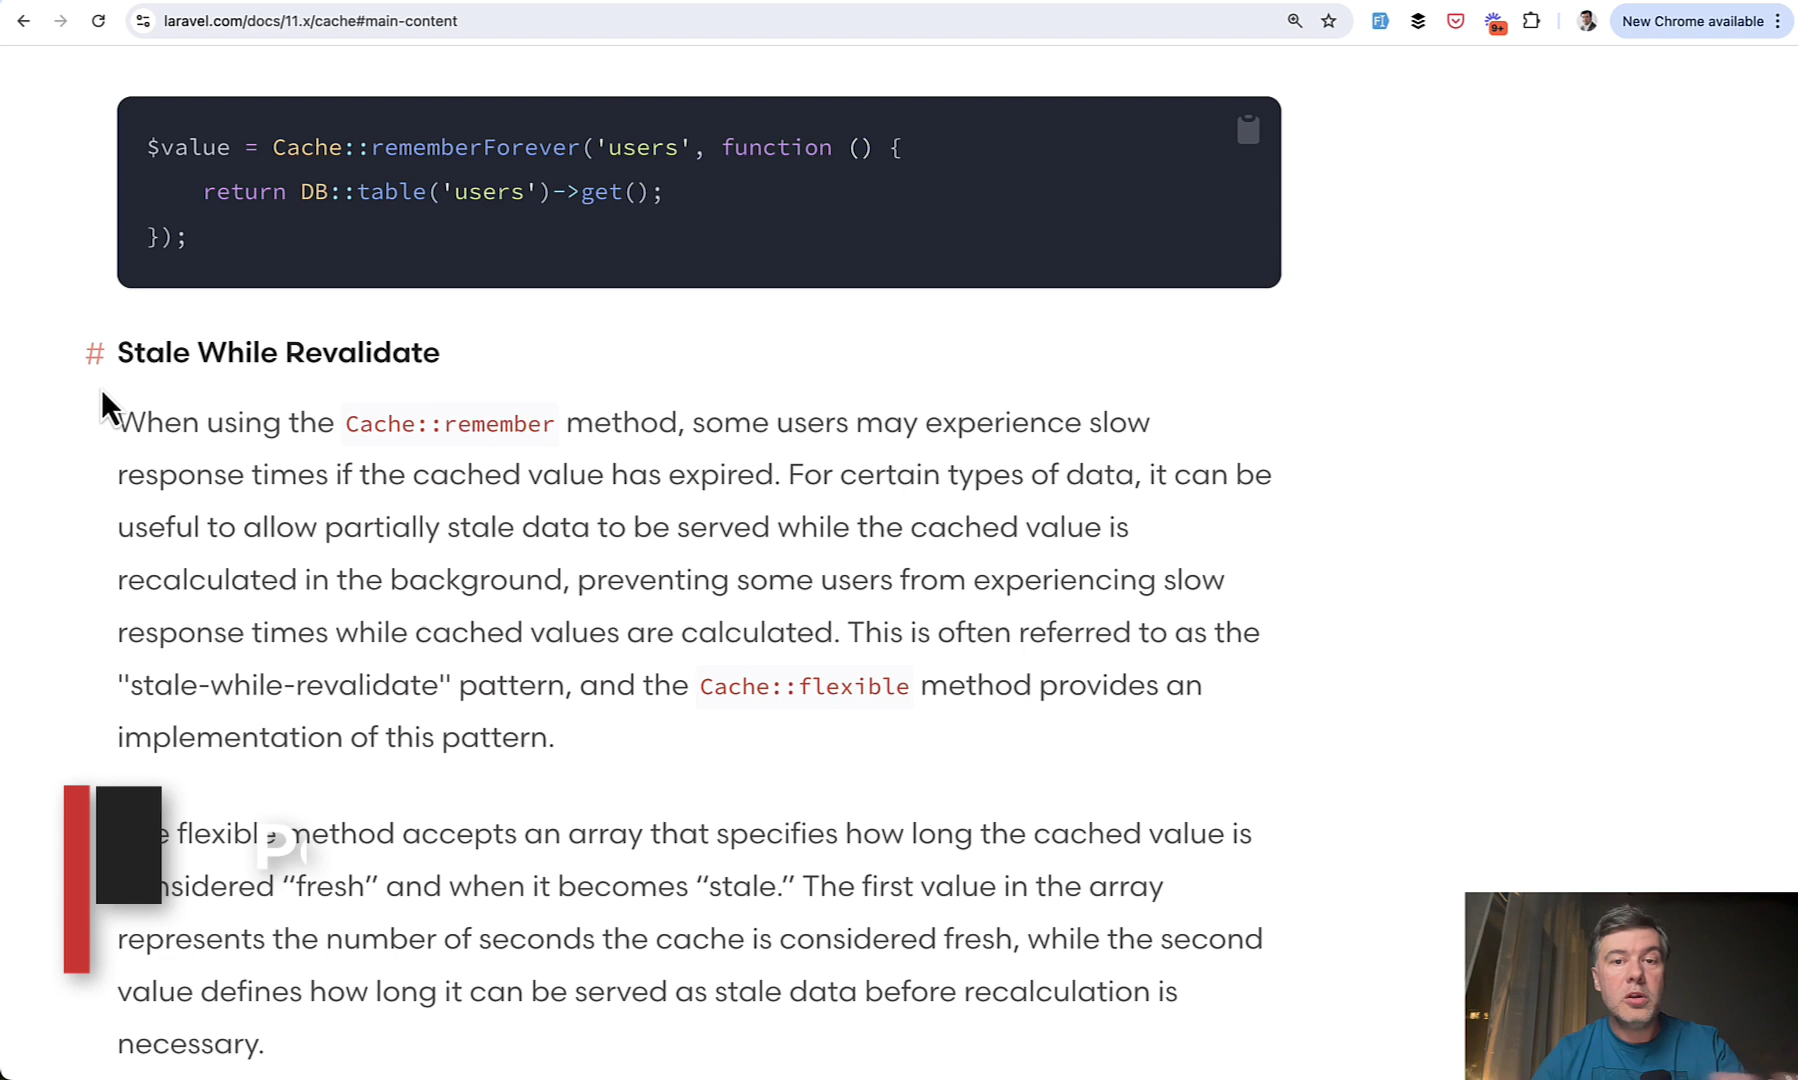 laravel.com/docs/11.x/cache#main-content
9+
New Chrome available
$value = Cache::rememberForever('users', function () {
return DB::table('users')->get();
});
# Stale While Revalidate
When using the Cache::remember method, some users may experience slow
response times if the cached value has expired. For certain types of data, it can be
useful to allow partially stale data to be served while the cached value is
recalculated in the background, preventing some users from experiencing slow
response times while cached values are calculated. This is often referred to as the
"stale-while-revalidate" pattern, and the Cache::flexible method provides an
implementation of this pattern.
flexible method accepts an array that specifies how long the cached value is
nsidered “fresh” and when it becomes “stale.” The first value in the array
represents the number of seconds the cache is considered fresh, while the second
value defines how long it can be served as stale data before recalculation is
necessary.